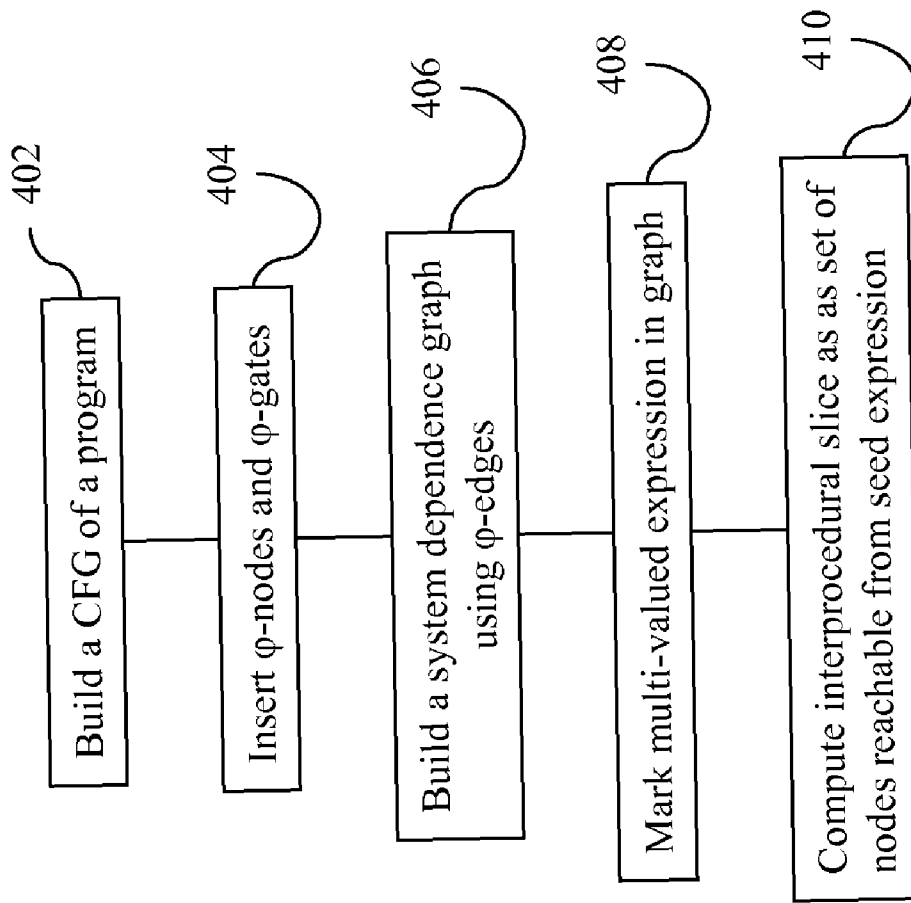 402
Build a CFG of a program
404
Insert φ-nodes and φ-gates
406
Build a system dependence graph
using φ-edges
408
Mark multi-valued expression in graph
410
Compute interprocedural slice as as set of
nodes reachable from seed expression